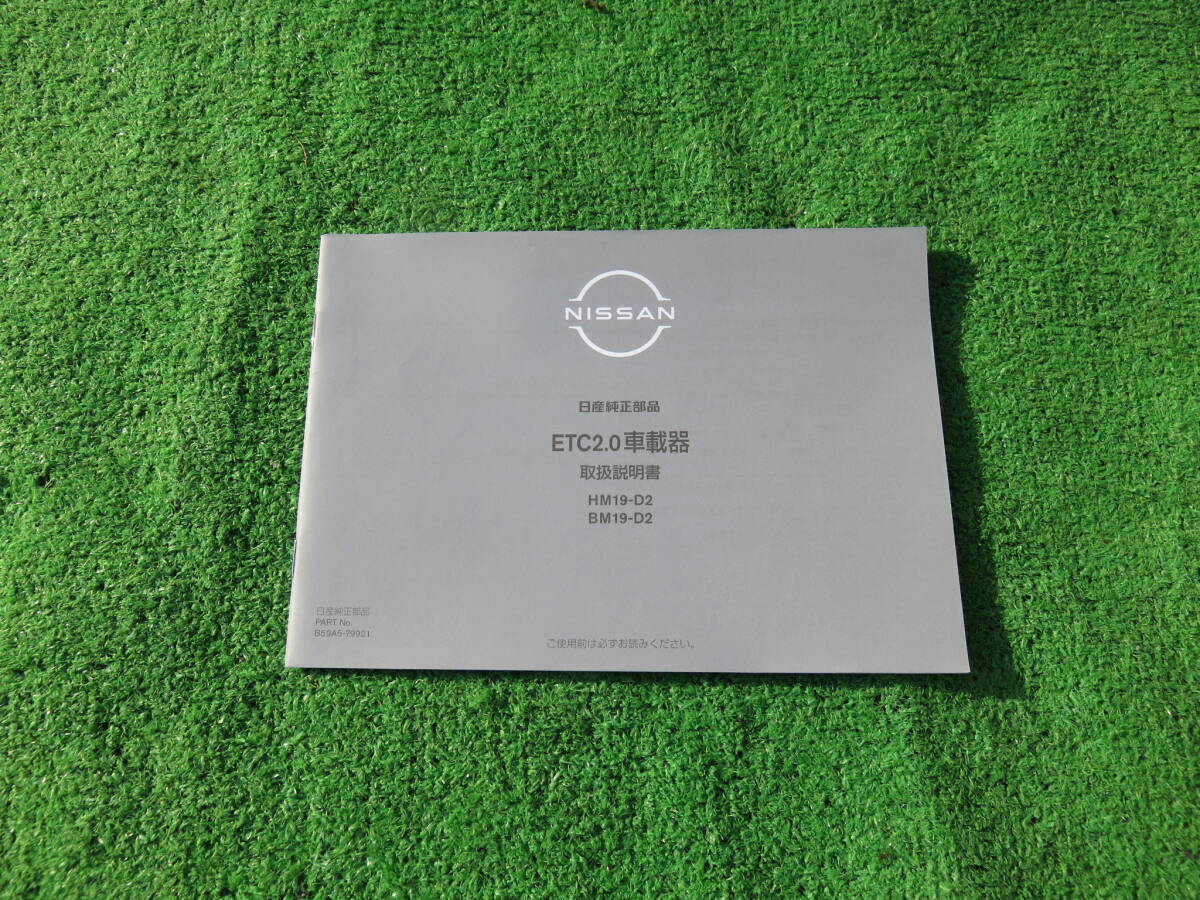 NISSAN
日産純正部品
ETC2.0車載器
取扱説明書
HM19-D2
BM19-D2
日産純正部品
PART No.
B59A5-79921
ご使用前は必ずお読みください。